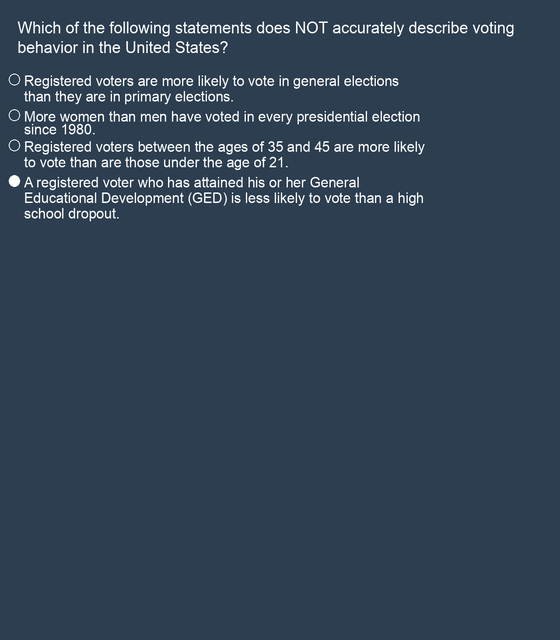 Which of the following statements does NOT accurately describe voting
behavior in the United States?
Registered voters are more likely to vote in general elections
than they are in primary elections.
More women than men have voted in every presidential election
since 1980.
Registered voters between the ages of 35 and 45 are more likely
to vote than are those under the age of 21.
A registered voter who has attained his or her General
Educational Development (GED) is less likely to vote than a high
school dropout.